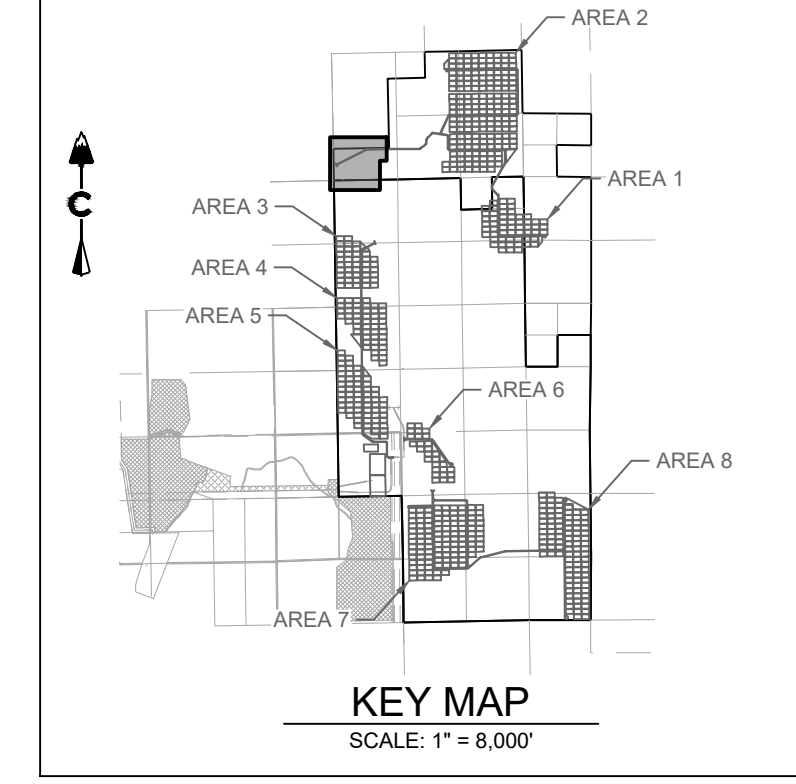 AREA 2
AREA 1
AREA 3
AREA 4
AREA 5
AREA 6
AREA 8
AREA 7
C
KEY MAP
SCALE: 1" = 8,000'